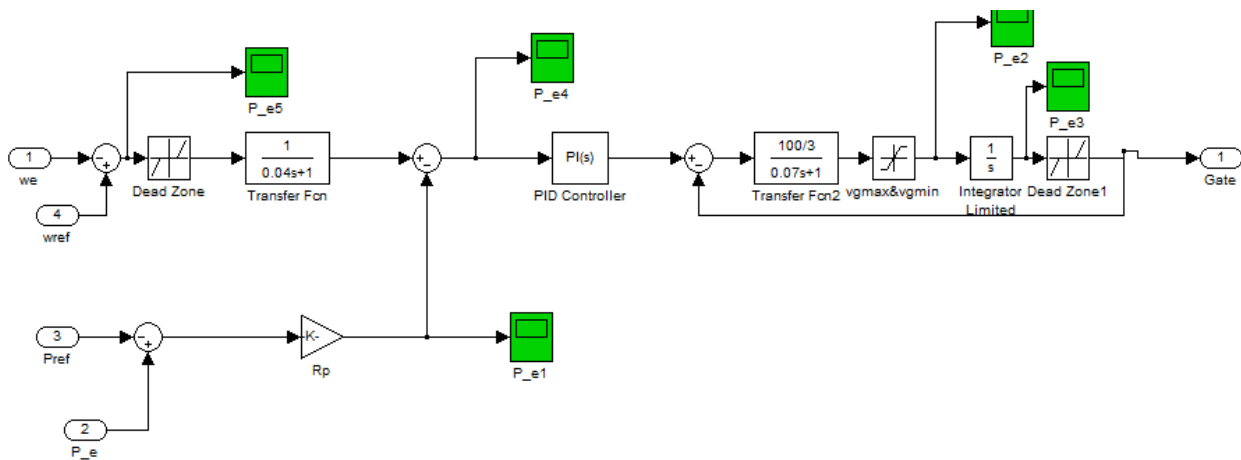 P_e5
P_e4
P_e2
P_e3
1
we
Dead Zone
1
0.04s+1
Transfer Fcn
PI(s)
PID Controller
100/3
0.07s+1
Transfer Fcn2
vgmax&vgmin
1
s
Integrator
Limited
Dead Zone1
1
Gate
4
wref
3
Pref
-K-
Rp
P_e1
2
P_e